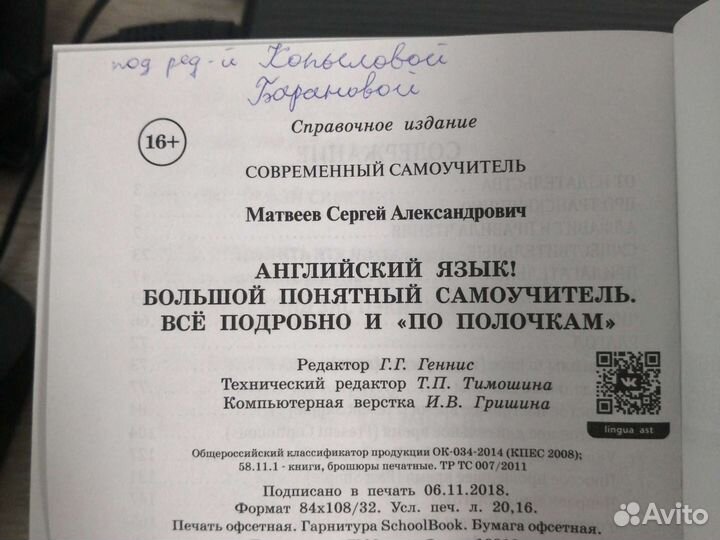 под ред-й Копыловой
Барановой
Справочное издание
16+
СОВРЕМЕННЫЙ САМОУЧИТЕЛЬ
Матвеев Сергей Александрович
АНГЛИЙСКИЙ ЯЗЫК!
БОЛЬШОЙ ПОНЯТНЫЙ САМОУЧИТЕЛЬ.
ВСЁ ПОДРОБНО И «ПО ПОЛОЧКАМ»
Редактор Г.Г. Геннис
Технический редактор Т.П. Тимошина
Компьютерная верстка И.В. Гришина
lingua_ast
Общероссийский классификатор продукции ОК-034-2014 (КПЕС 2008);
58.11.1 - книги, брошюры печатные. ТР ТС 007/2011
Подписано в печать 06.11.2018.
Формат 84х108/32. Усл. печ. л. 20,16.
Печать офсетная. Гарнитура SchoolBook. Бумага офсетная.
Avito